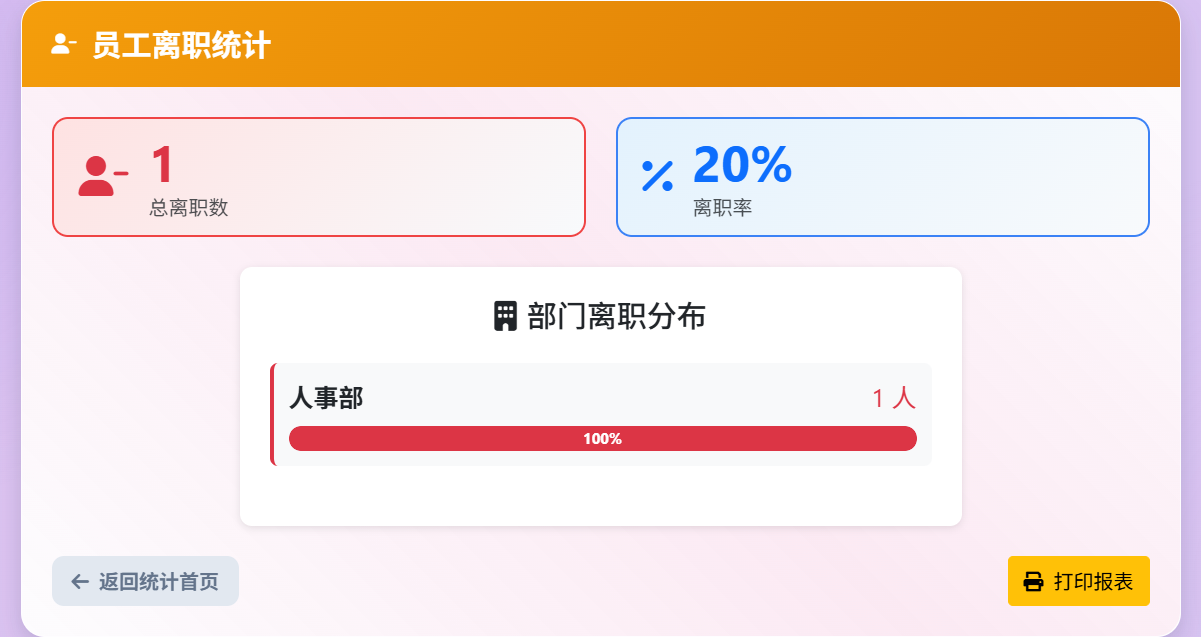 员工离职统计
1
总离职数
20%
离职率
部门离职分布
人事部 1 人
100%
返回统计首页
打印报表